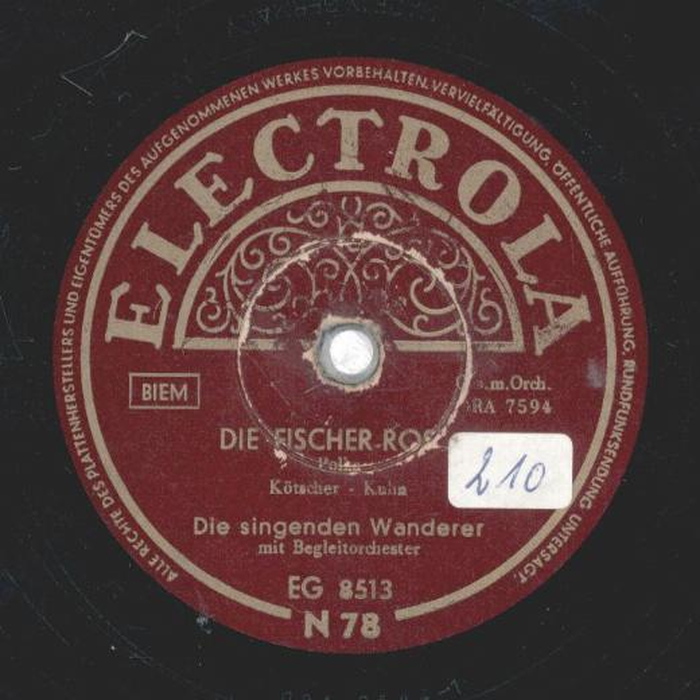 ALLE RECHTE DES PLATTENHERSTELLERS UND EIGENTÜMERS DES AUFGENOMMENEN WERKES VORBEHALTEN. VERVIELFÄLTIGUNG, ÖFFENTLICHE AUFFÜHRUNG, RUNDFUNKSENDUNG UNTERSAGT.
ELECTROLA
BIEM
m.Orch.
7594
DIE FISCHER-ROS
Polka
210
Kötscher - Kuhn
Die singenden Wanderer
mit Begleitorchester
EG 8513
N 78